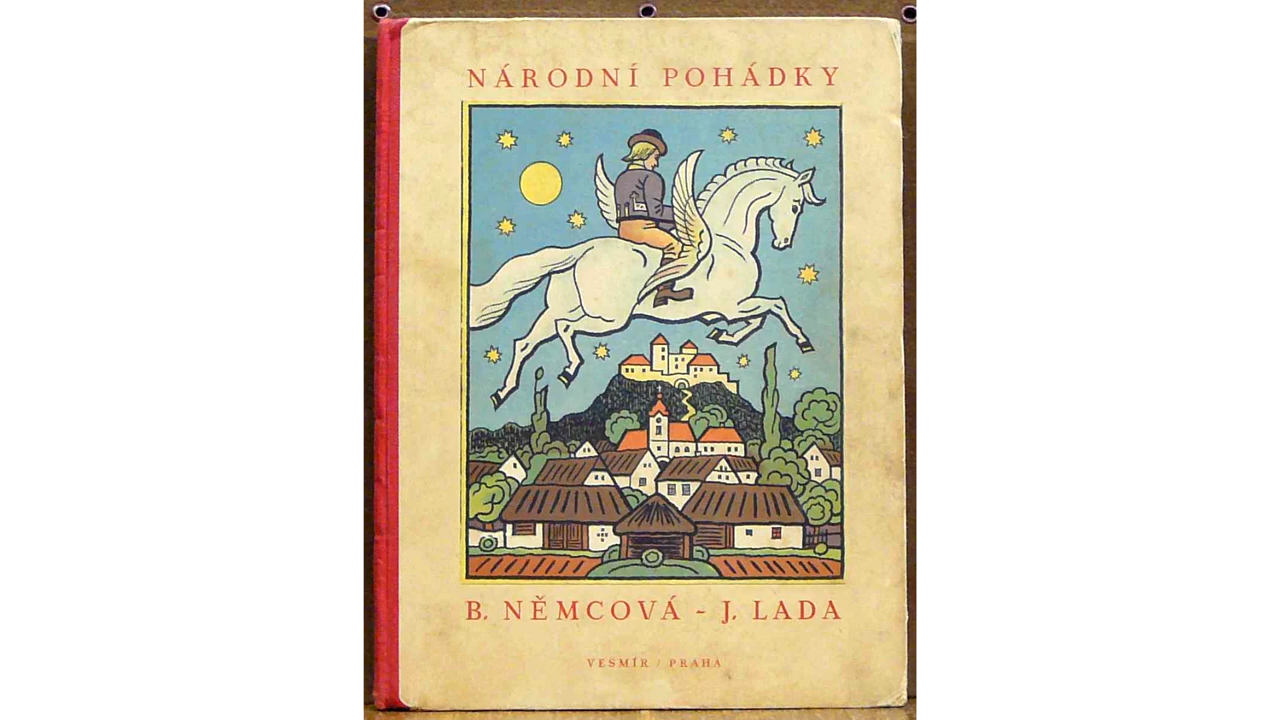 NÁRODNÍ POHÁDKY
B. NĚMCOVÁ - J. LADA
VESMÍR / PRAHA